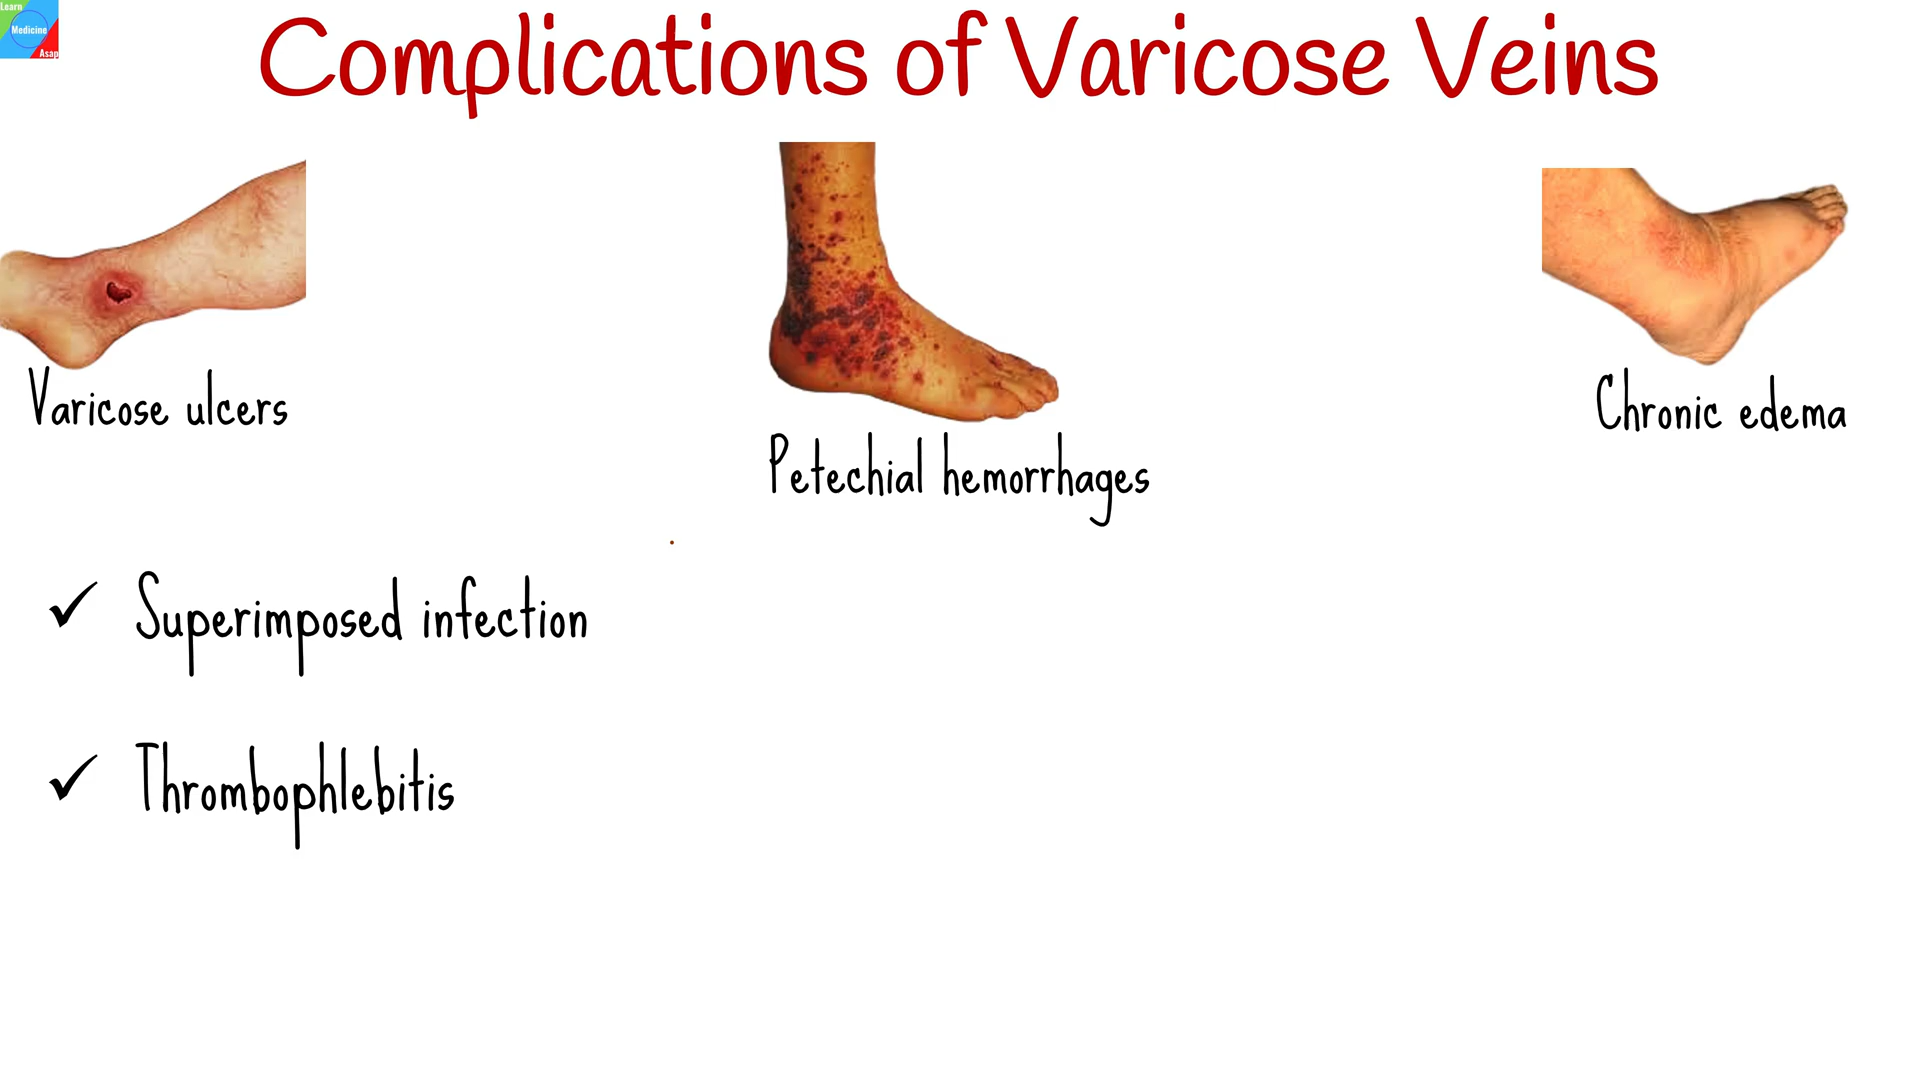 Learn
Medicine
Asap
Complications of Varicose Veins
Varicose ulcers
Petechial hemorrhages
Chronic edema
✓ Superimposed infection
✓ Thrombophlebitis